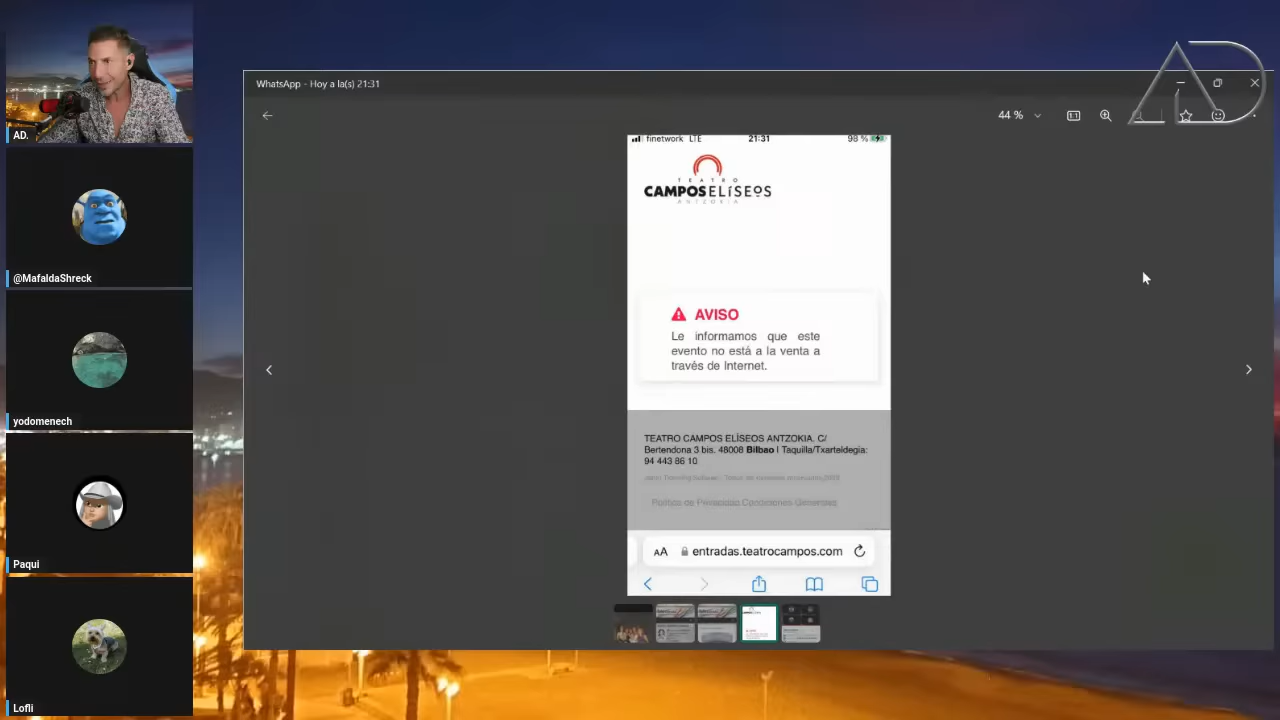 AD
WhatsApp - Hoy a la(s) 21:31
44 %
AD.
@MafaldaShreck
yodomenech
Paqui
Lofli
finetwork LTE 21:31 98 %
TEATRO
CAMPOS ELÍSEOS
ANTZOKIA
AVISO
Le informamos que este
evento no está a la venta a
través de Internet.
TEATRO CAMPOS ELÍSEOS ANTZOKIA. C/
Bertendona 3 bis. 48008 Bilbao | Taquilla/Txarteldegia:
94 443 86 10
Política de Privacidad Condiciones Generales
AA entradas.teatrocampos.com